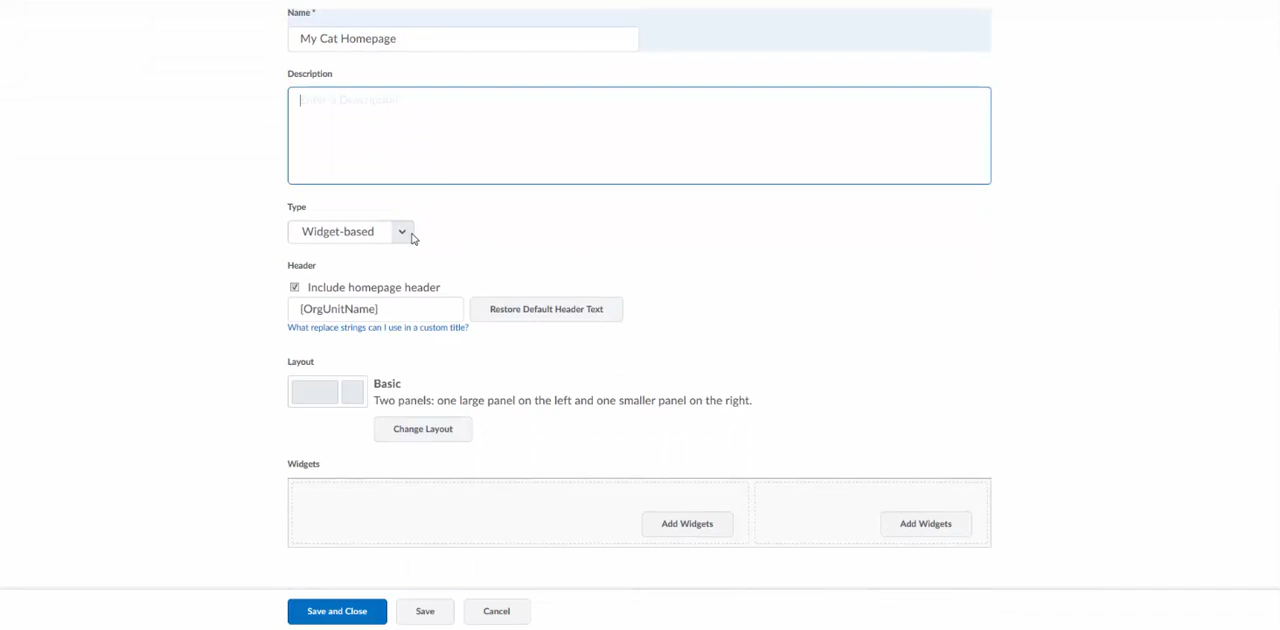 Name *
My Cat Homepage
Description
Enter a Description
Type
Widget-based
Header
Include homepage header
{OrgUnitName}
Restore Default Header Text
What replace strings can I use in a custom title?
Layout
Basic
Two panels: one large panel on the left and one smaller panel on the right.
Change Layout
Widgets
Add Widgets
Add Widgets
Save and Close
Save
Cancel